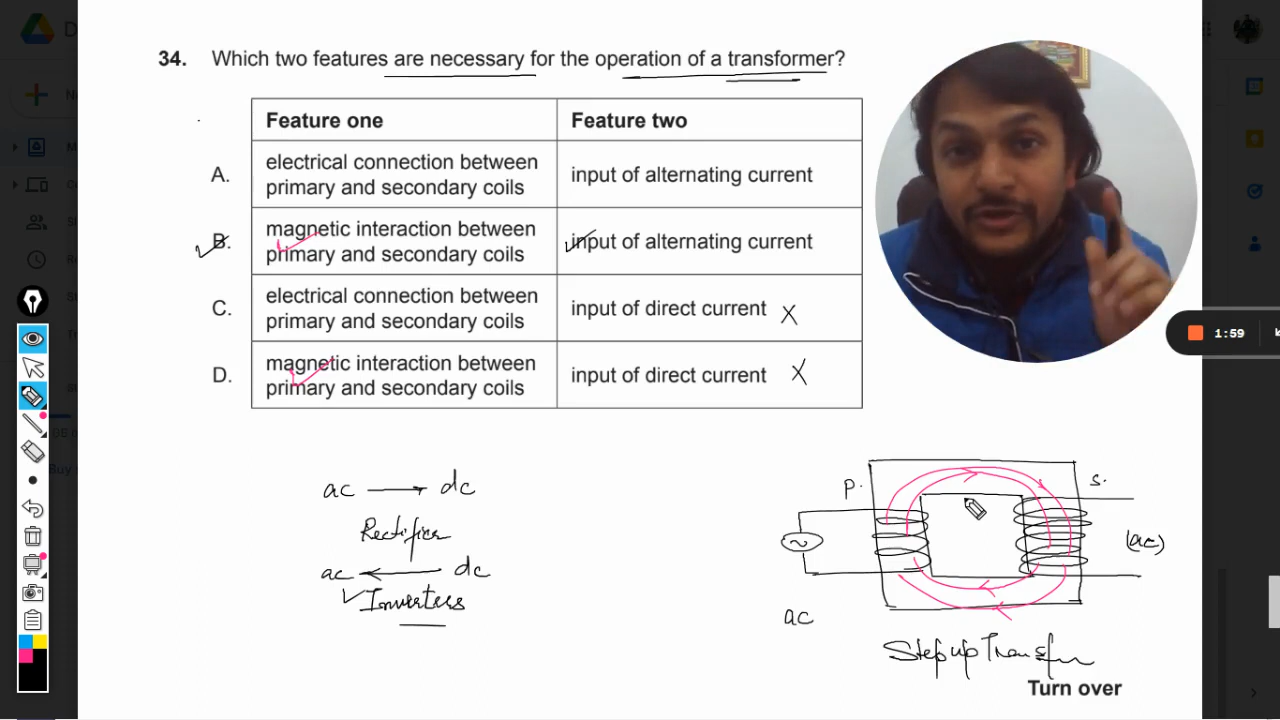 34. Which two features are necessary for the operation of a transformer?
Feature one Feature two
A. electrical connection between primary and secondary coils input of alternating current
B. magnetic interaction between primary and secondary coils input of alternating current
C. electrical connection between primary and secondary coils input of direct current X
D. magnetic interaction between primary and secondary coils input of direct current X
1:59
ac → dc
Rectifier
ac ← dc
Inverters
P. S.
~
(ac)
ac
Step up
Turn over